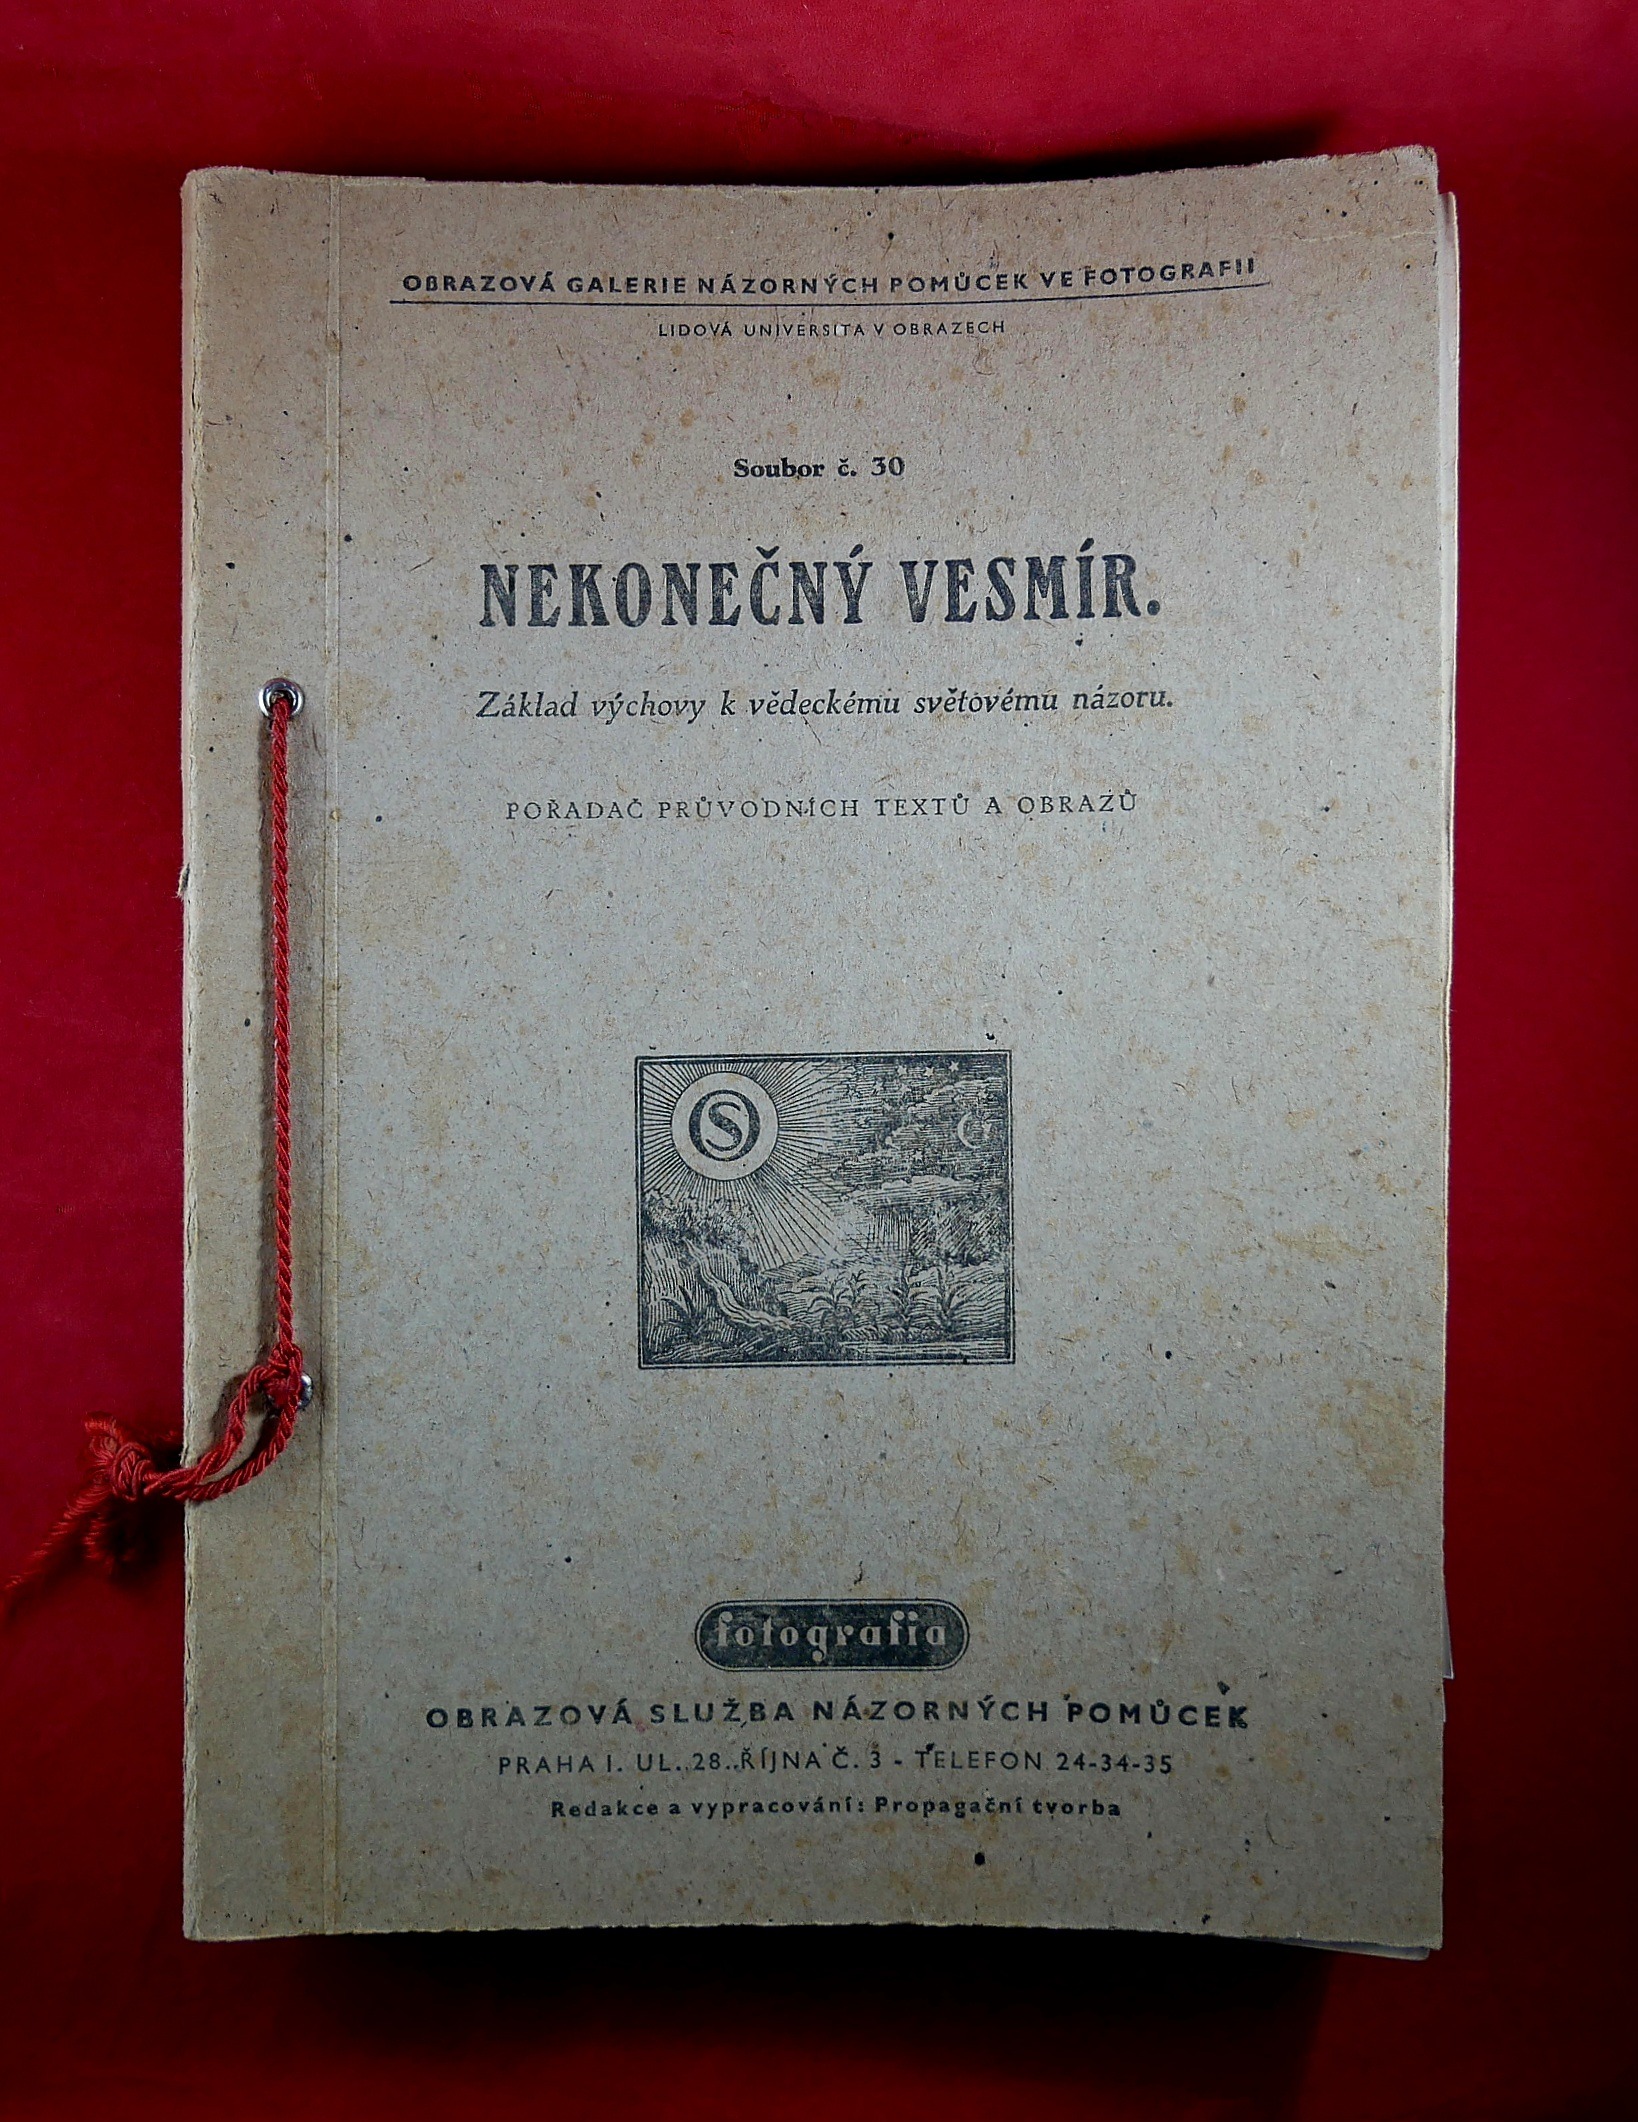 OBRAZOVÁ GALERIE NÁZORNÝCH POMŮCEK VE FOTOGRAFII
LIDOVÁ UNIVERSITA V OBRAZECH
Soubor č. 30
NEKONEČNÝ VESMÍR.
Základ výchovy k vědeckému světovému názoru.
POŘADAČ PRŮVODNÍCH TEXTŮ A OBRAZŮ
OS
fotografia
OBRAZOVÁ SLUŽBA NÁZORNÝCH POMŮCEK
PRAHA I. UL. 28. ŘÍJNA Č. 3 - TELEFON 24-34-35
Redakce a vypracování: Propagační tvorba